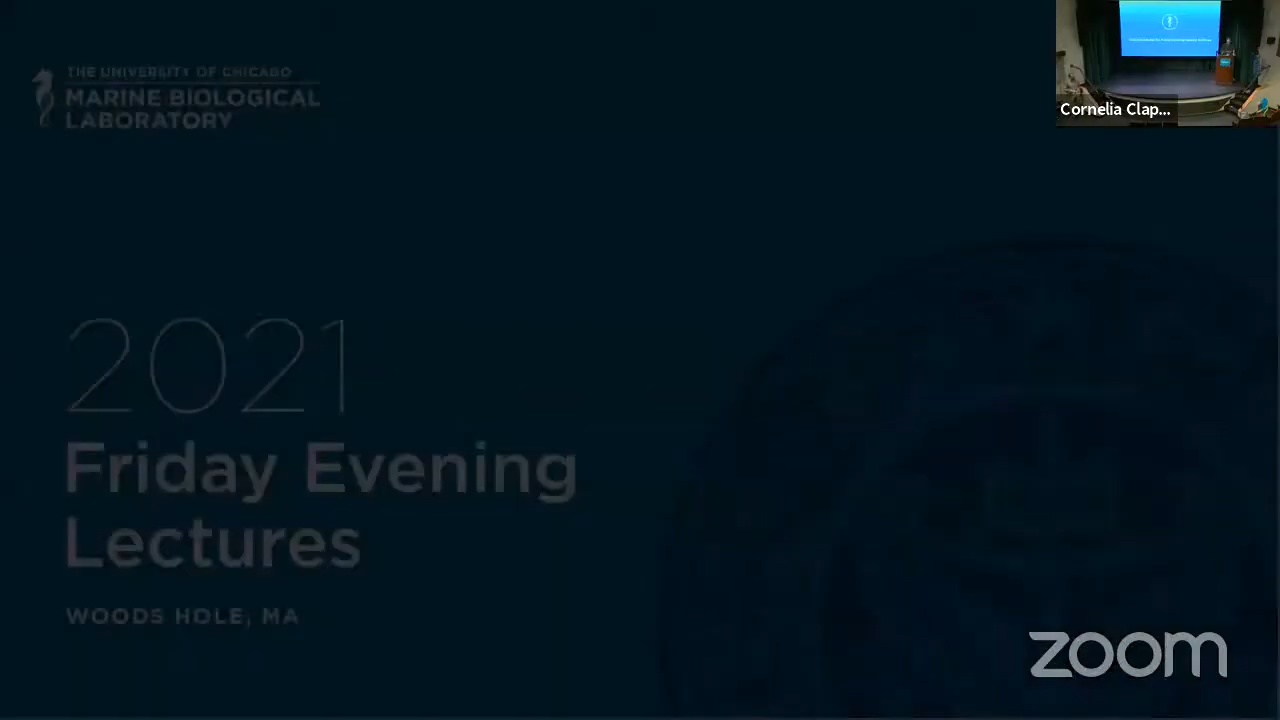 THE UNIVERSITY OF CHICAGO
MARINE BIOLOGICAL
LABORATORY
Cornelia Clap...
2021
Friday Evening
Lectures
WOODS HOLE, MA
zoom